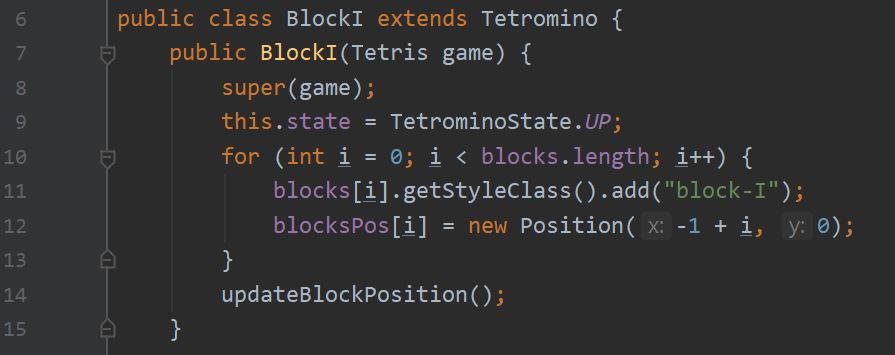 6 public class BlockI extends Tetromino {
7 public BlockI(Tetris game) {
8 super(game);
9 this.state = TetrominoState.UP;
10 for (int i = 0; i < blocks.length; i++) {
11 blocks[i].getStyleClass().add("block-I");
12 blocksPos[i] = new Position( x: -1 + i, y: 0);
13 }
14 updateBlockPosition();
15 }